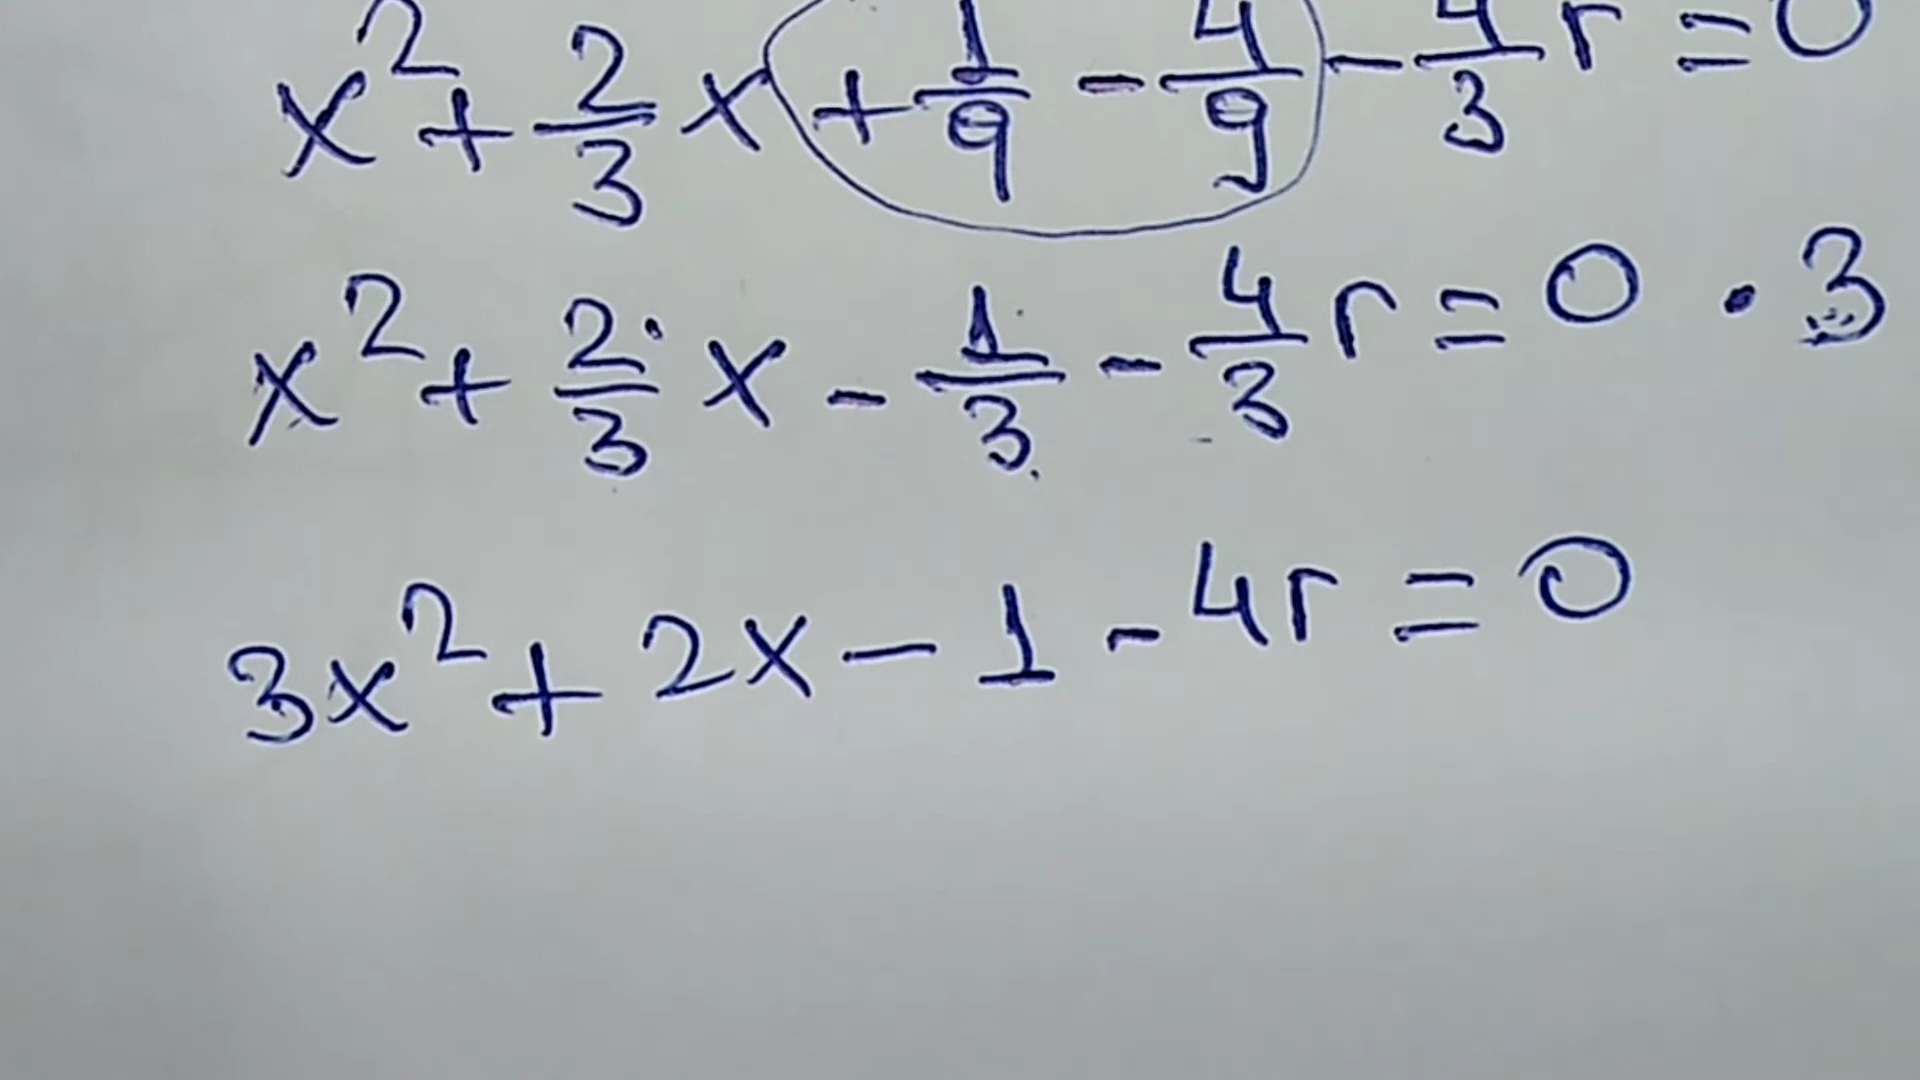 x² + 2/3 x + 1/9 - 4/9 - 4/3 r = 0
x² + 2/3 x - 1/3 - 4/3 r = 0 · 3
3x² + 2x - 1 - 4r = 0